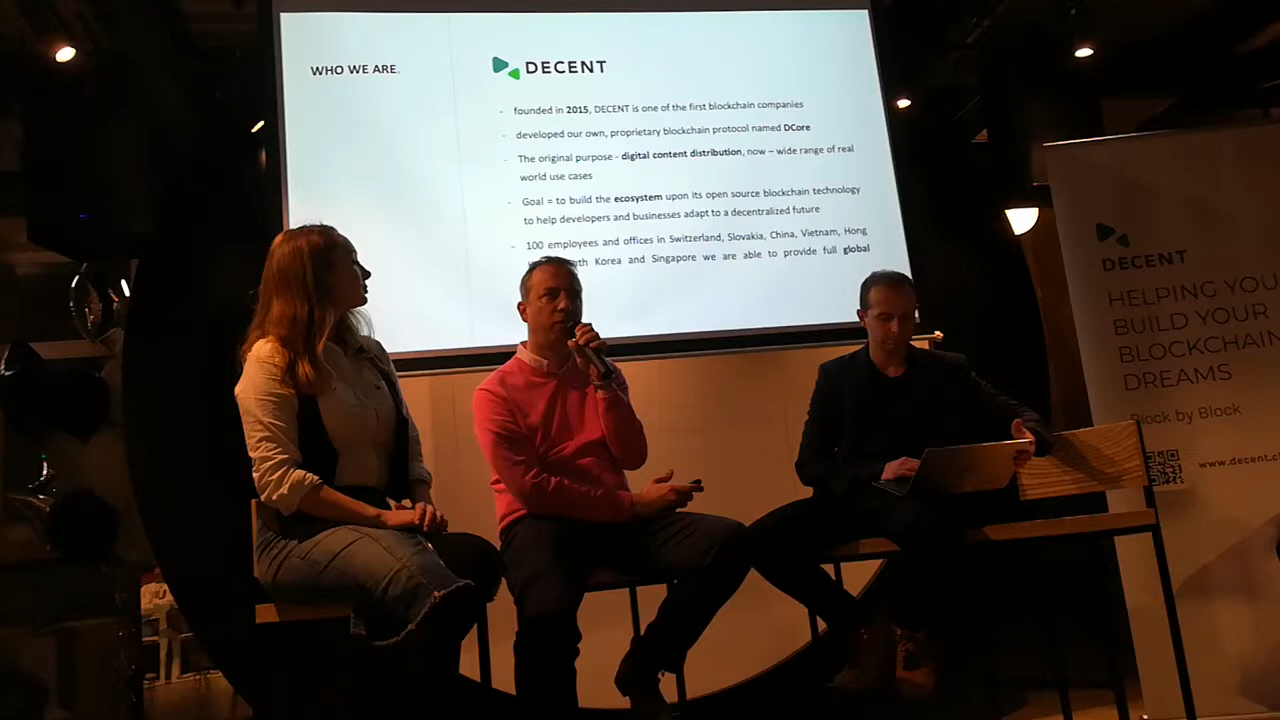 WHO WE ARE.
DECENT
- founded in 2015, DECENT is one of the first blockchain companies
- developed our own, proprietary blockchain protocol named DCore
- The original purpose - digital content distribution, now – wide range of real
world use cases
- Goal = to build the ecosystem upon its open source blockchain technology
to help developers and businesses adapt to a decentralized future
- 100 employees and offices in Switzerland, Slovakia, China, Vietnam, Hong
Korea and Singapore we are able to provide full global
DECENT
HELPING YOU
BUILD YOUR
BLOCKCHAIN
DREAMS
Block by Block
www.decent.c